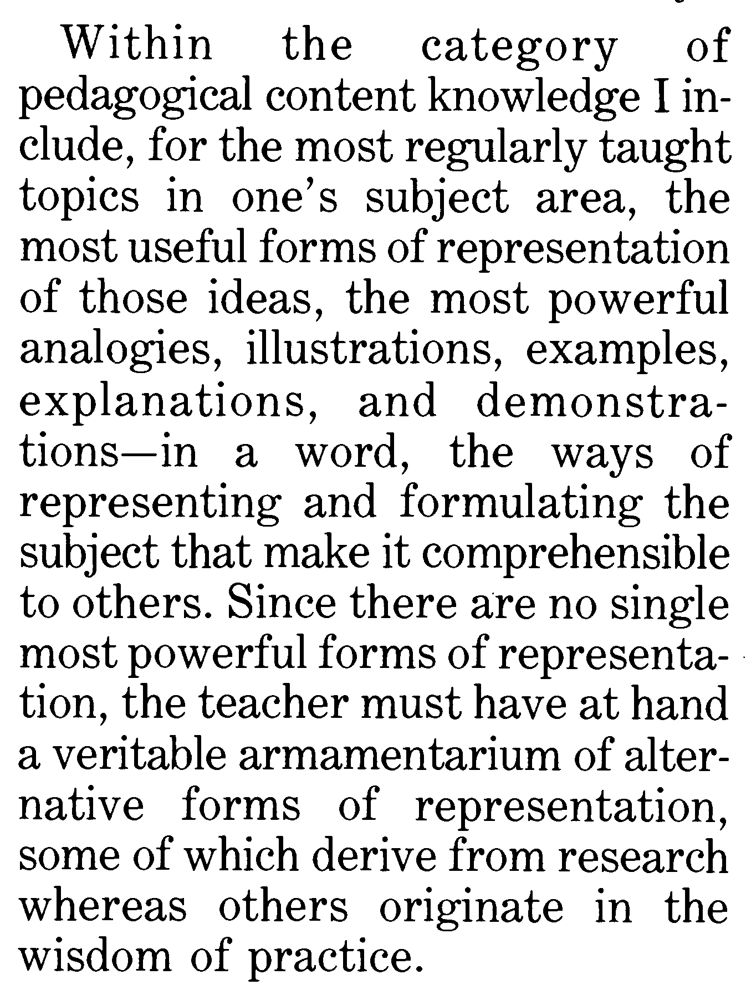 Within the category of
pedagogical content knowledge I in-
clude, for the most regularly taught
topics in one's subject area, the
most useful forms of representation
of those ideas, the most powerful
analogies, illustrations, examples,
explanations, and demonstra-
tions—in a word, the ways of
representing and formulating the
subject that make it comprehensible
to others. Since there are no single
most powerful forms of representa-
tion, the teacher must have at hand
a veritable armamentarium of alter-
native forms of representation,
some of which derive from research
whereas others originate in the
wisdom of practice.